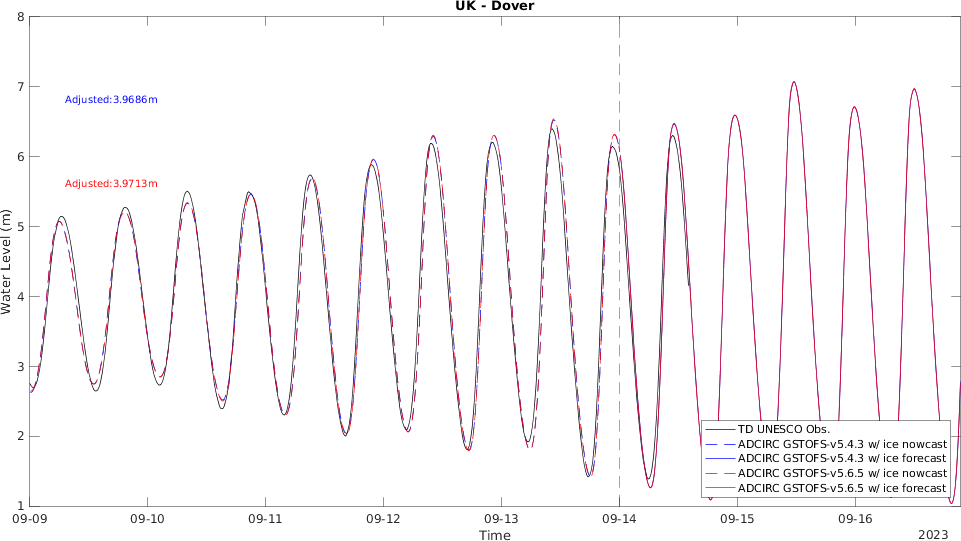 UK - Dover
8
7
6
5
4
3
2
1
Water Level (m)
Adjusted:3.9686m
Adjusted:3.9713m
TD UNESCO Obs.
ADCIRC GSTOFS-v5.4.3 w/ ice nowcast
ADCIRC GSTOFS-v5.4.3 w/ ice forecast
ADCIRC GSTOFS-v5.6.5 w/ ice nowcast
ADCIRC GSTOFS-v5.6.5 w/ ice forecast
09-09 09-10 09-11 09-12 09-13 09-14 09-15 09-16
Time
2023